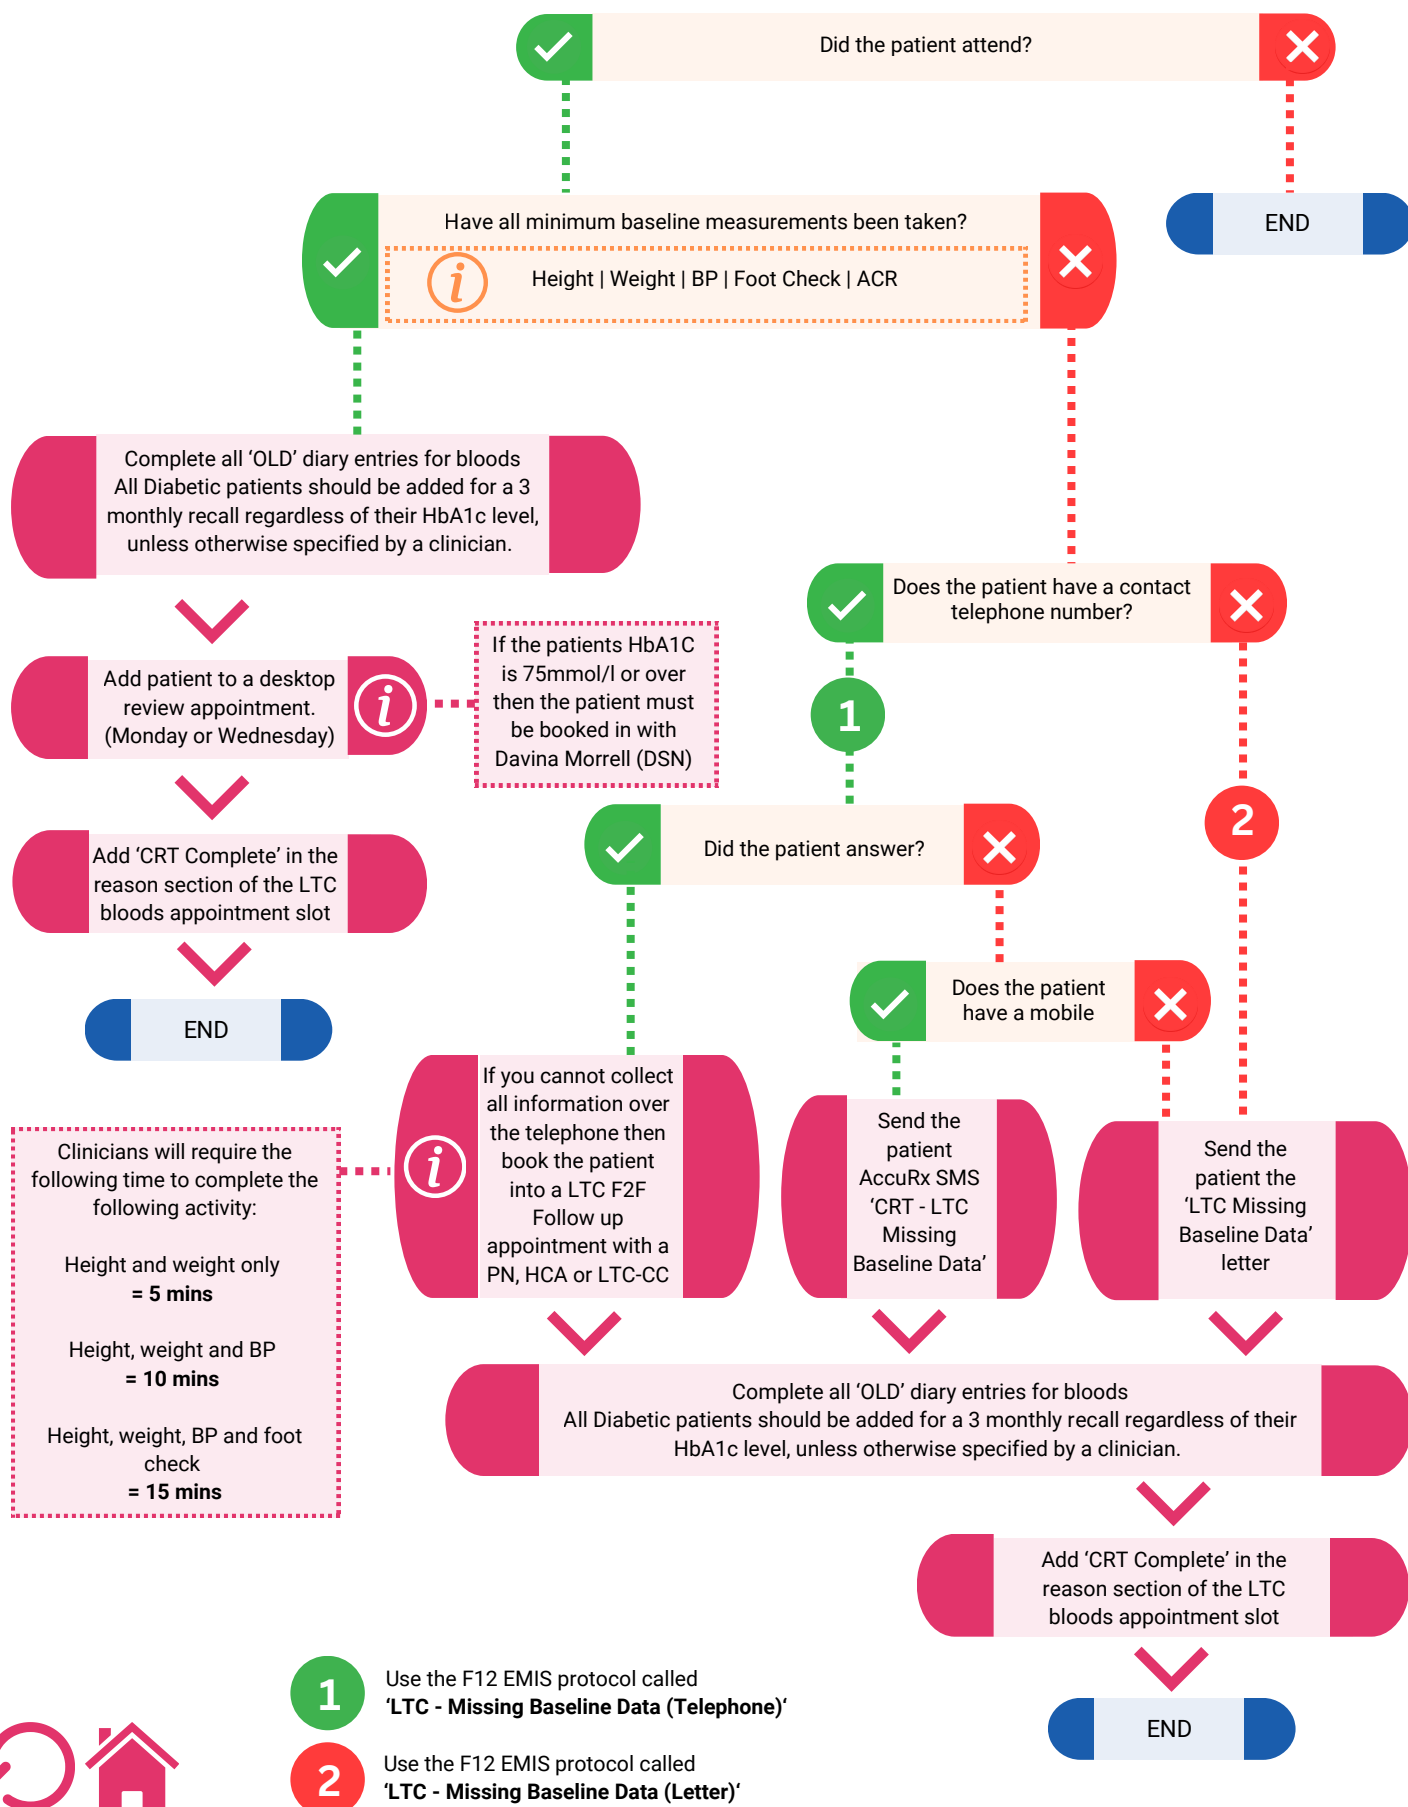 Did the patient attend?
Have all minimum baseline measurements been taken?
i
Height | Weight | BP | Foot Check | ACR
END
Complete all ‘OLD’ diary entries for bloods
All Diabetic patients should be added for a 3
monthly recall regardless of their HbA1c level,
unless otherwise specified by a clinician.
Does the patient have a contact
telephone number?
Add patient to a desktop
review appointment.
(Monday or Wednesday)
i
If the patients HbA1C
is 75mmol/l or over
then the patient must
be booked in with
Davina Morrell (DSN)
1
2
Did the patient answer?
Add ‘CRT Complete’ in the
reason section of the LTC
bloods appointment slot
END
Does the patient
have a mobile
Clinicians will require the
following time to complete the
following activity:
Height and weight only
= 5 mins
Height, weight and BP
= 10 mins
Height, weight, BP and foot
check
= 15 mins
i
If you cannot collect
all information over
the telephone then
book the patient
into a LTC F2F
Follow up
appointment with a
PN, HCA or LTC-CC
Send the
patient
AccuRx SMS
‘CRT - LTC
Missing
Baseline Data’
Send the
patient the
‘LTC Missing
Baseline Data’
letter
Complete all ‘OLD’ diary entries for bloods
All Diabetic patients should be added for a 3 monthly recall regardless of their
HbA1c level, unless otherwise specified by a clinician.
Add ‘CRT Complete’ in the
reason section of the LTC
bloods appointment slot
END
1
Use the F12 EMIS protocol called
‘LTC - Missing Baseline Data (Telephone)‘
2
Use the F12 EMIS protocol called
‘LTC - Missing Baseline Data (Letter)‘